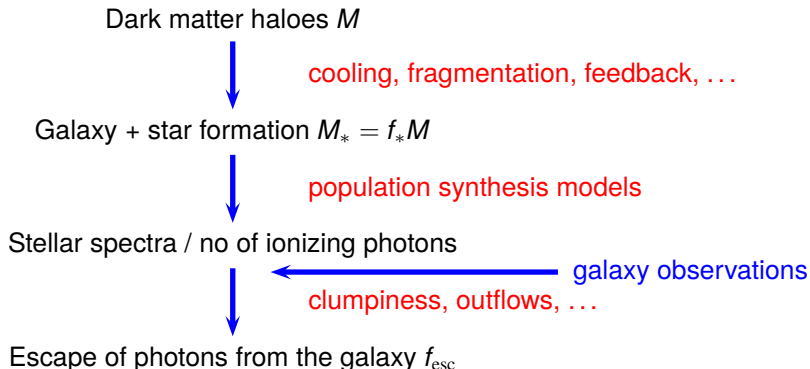 Dark matter haloes M
cooling, fragmentation, feedback, …
Galaxy + star formation M∗ = f∗M
population synthesis models
Stellar spectra / no of ionizing photons
galaxy observations
clumpiness, outflows, …
Escape of photons from the galaxy fesc